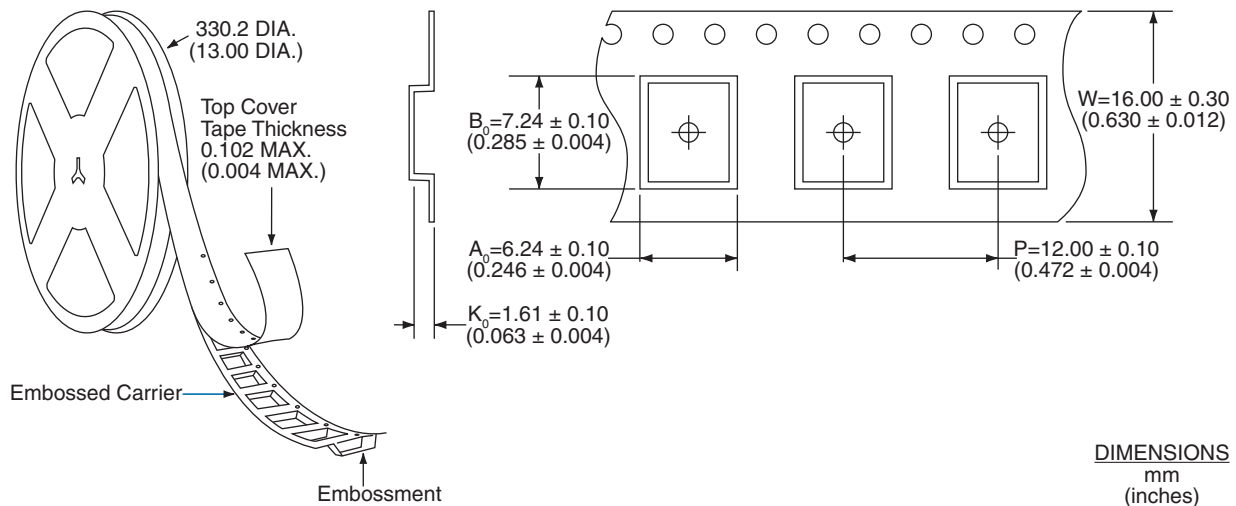 330.2 DIA.
(13.00 DIA.)
Top Cover
Tape Thickness
0.102 MAX.
(0.004 MAX.)
B₀=7.24 ± 0.10
(0.285 ± 0.004)
W=16.00 ± 0.30
(0.630 ± 0.012)
A₀=6.24 ± 0.10
(0.246 ± 0.004)
P=12.00 ± 0.10
(0.472 ± 0.004)
K₀=1.61 ± 0.10
(0.063 ± 0.004)
Embossed Carrier
Embossment
DIMENSIONS
mm
(inches)